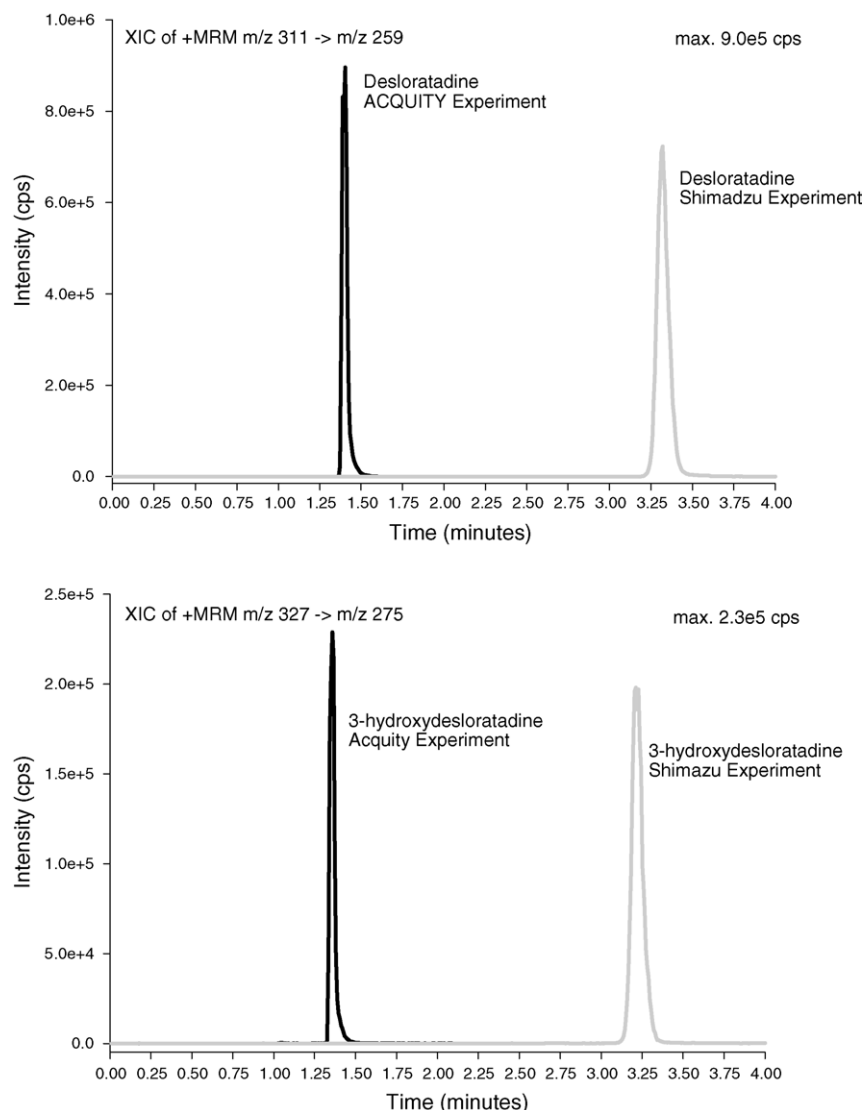 1.0e+6
XIC of +MRM m/z 311 -> m/z 259
max. 9.0e5 cps
Desloratadine
ACQUITY Experiment
8.0e+5
Desloratadine
Shimadzu Experiment
6.0e+5
Intensity (cps)
4.0e+5
2.0e+5
0.0
0.00 0.25 0.50 0.75 1.00 1.25 1.50 1.75 2.00 2.25 2.50 2.75 3.00 3.25 3.50 3.75 4.00
Time (minutes)
2.5e+5
XIC of +MRM m/z 327 -> m/z 275
max. 2.3e5 cps
2.0e+5
3-hydroxydesloratadine
Acquity Experiment
3-hydroxydesloratadine
Shimazu Experiment
1.5e+5
Intensity (cps)
1.0e+5
5.0e+4
0.0
0.00 0.25 0.50 0.75 1.00 1.25 1.50 1.75 2.00 2.25 2.50 2.75 3.00 3.25 3.50 3.75 4.00
Time (minutes)